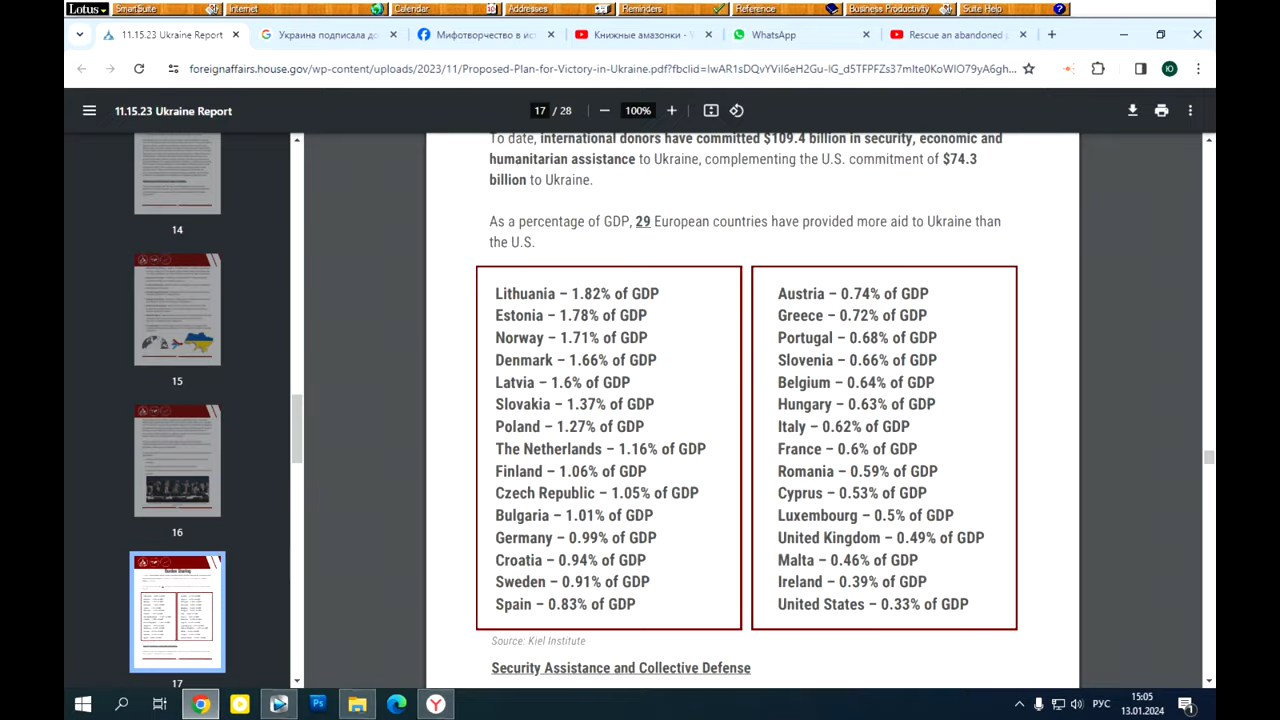 Lotus SmartSuite Internet Calendar Addresses Reminders Reference Business Productivity Suite Help
11.15.23 Ukraine Report
Украина подписала до
Мифотворчество в ис
Книжные амазонки -
WhatsApp
Rescue an abandoned
foreignaffairs.house.gov/wp-content/uploads/2023/11/Proposed-Plan-for-Victory-in-Ukraine.pdf?fbclid=IwAR1sDQvYVil6eH2Gu-IG_d5TFPFZs37mIte0KoWIO79yA6gh...
11.15.23 Ukraine Report
17 / 28
100%
14
15
16
17
To date, international donors have committed $109.4 billion in security, economic and
humanitarian assistance to Ukraine, complementing the U.S. commitment of $74.3
billion to Ukraine.
As a percentage of GDP, 29 European countries have provided more aid to Ukraine than
the U.S.
Lithuania – 1.82% of GDP
Estonia – 1.78% of GDP
Norway – 1.71% of GDP
Denmark – 1.66% of GDP
Latvia – 1.6% of GDP
Slovakia – 1.37% of GDP
Poland – 1.27% of GDP
The Netherlands – 1.16% of GDP
Finland – 1.06% of GDP
Czech Republic – 1.05% of GDP
Bulgaria – 1.01% of GDP
Germany – 0.99% of GDP
Croatia – 0.94% of GDP
Sweden – 0.91% of GDP
Spain – 0.83% of GDP
Austria – 0.74% of GDP
Greece – 0.72% of GDP
Portugal – 0.68% of GDP
Slovenia – 0.66% of GDP
Belgium – 0.64% of GDP
Hungary – 0.63% of GDP
Italy – 0.62% of GDP
France – 0.6% of GDP
Romania – 0.59% of GDP
Cyprus – 0.53% of GDP
Luxembourg – 0.5% of GDP
United Kingdom – 0.49% of GDP
Malta – 0.46% of GDP
Ireland – 0.39% of GDP
United States – 0.33% of GDP
Source: Kiel Institute
Security Assistance and Collective Defense
РУС
15:05
13.01.2024